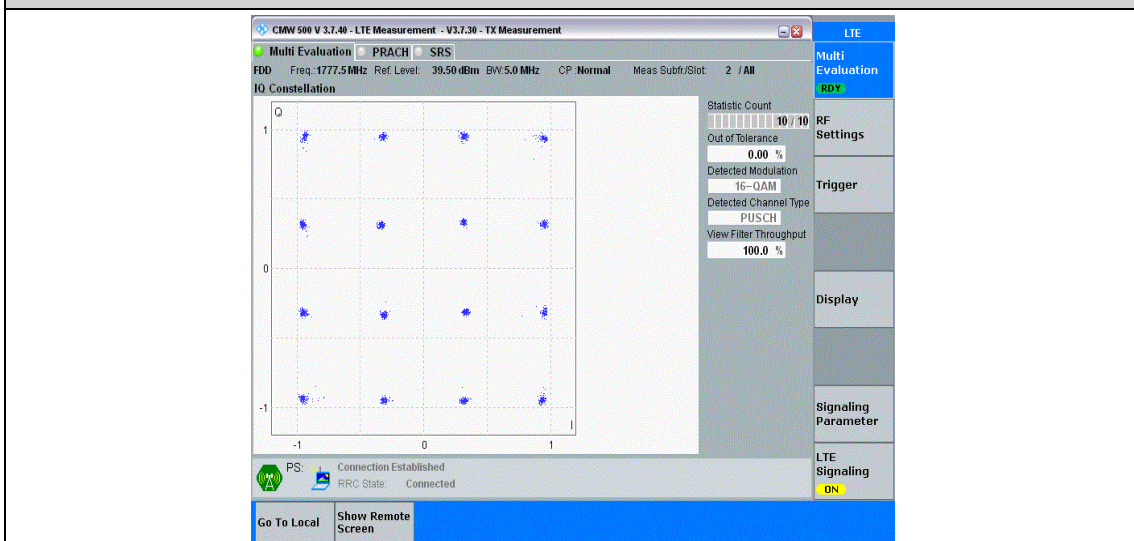 CMW 500 V 3.7.40 - LTE Measurement - V3.7.30 - TX Measurement
LTE
Multi Evaluation PRACH SRS
FDD Freq.:1777.5 MHz Ref. Level: 39.50 dBm BW:5.0 MHz CP :Normal Meas Subfr./Slot: 2 / All
IQ Constellation
Q
1
0
-1
-1 0 1
I
Statistic Count
10 / 10
Out of Tolerance
0.00 %
Detected Modulation
16-QAM
Detected Channel Type
PUSCH
View Filter Throughput
100.0 %
Multi
Evaluation
RDY
RF
Settings
Trigger
Display
Signaling
Parameter
LTE
Signaling
ON
PS: Connection Established
RRC State: Connected
Go To Local
Show Remote
Screen